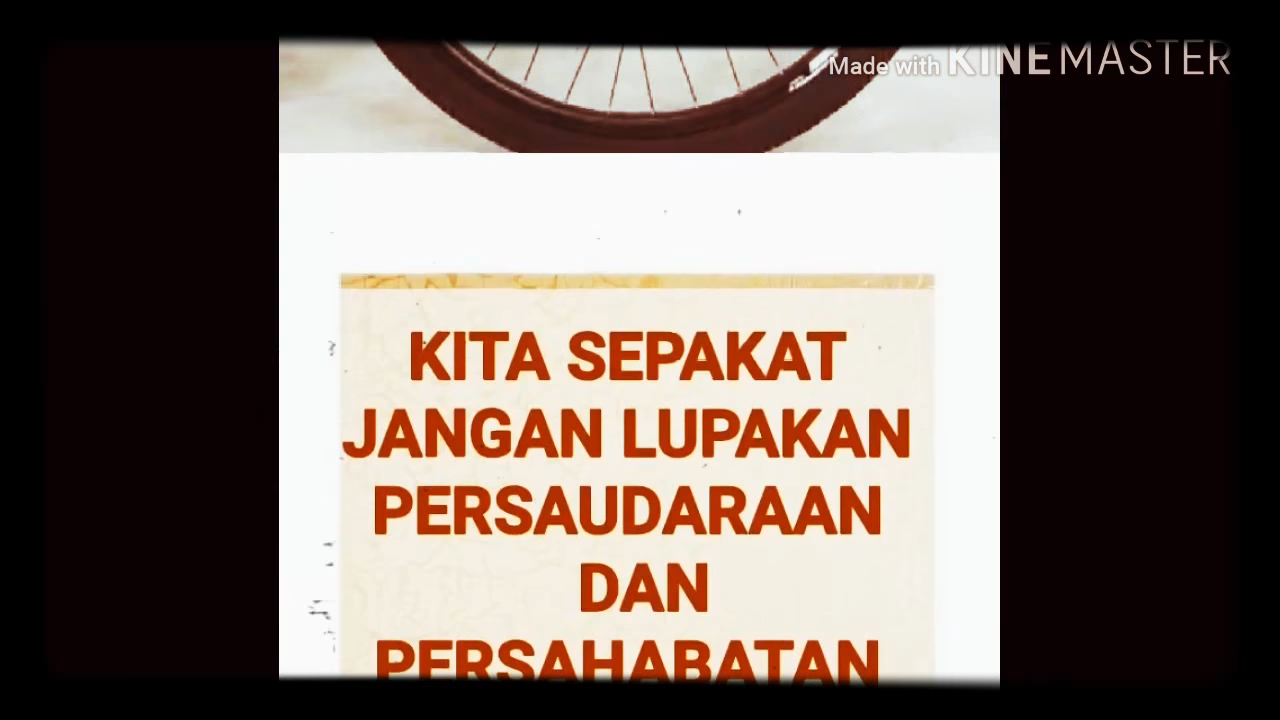 Made with KINEMASTER
KITA SEPAKAT
JANGAN LUPAKAN
PERSAUDARAAN
DAN
PERSAHABATAN